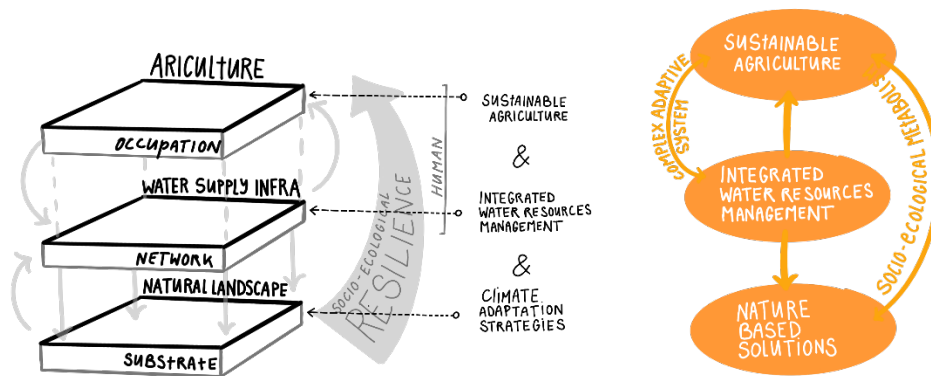 ARICULTURE
OCCUPATION
WATER SUPPLY INFRA
NETWORK
NATURAL LANDSCAPE
SUBSTRATE
SOCIO-ECOLOGICAL
RESILIENCE
HUMAN
SUSTAINABLE
AGRICULTURE
&
INTEGRATED
WATER RESOURCES
MANAGEMENT
&
CLIMATE
ADAPTATION
STRATEGIES
SUSTAINABLE
AGRICULTURE
COMPLEX ADAPTIVE
SYSTEM
INTEGRATED
WATER RESOURCES
MANAGEMENT
SOCIO-ECOLOGICAL METABOLISM
NATURE
BASED
SOLUTIONS